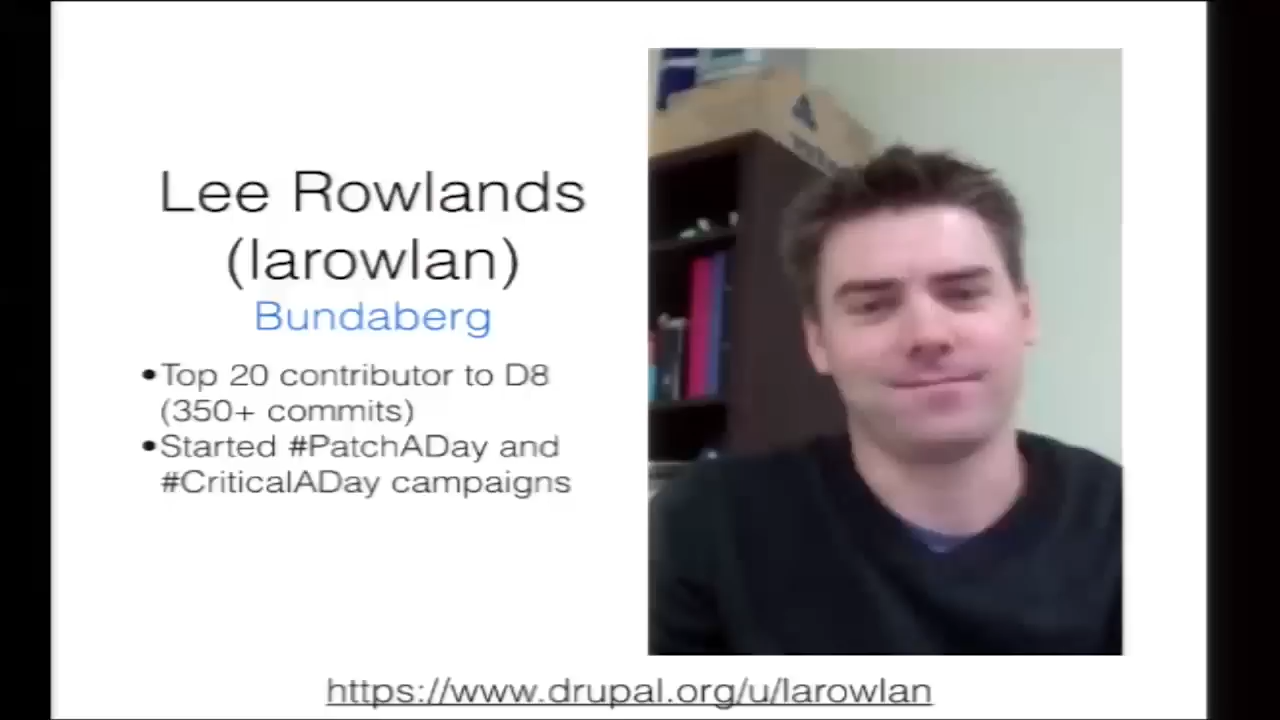 Lee Rowlands
(larowlan)
Bundaberg
•Top 20 contributor to D8
(350+ commits)
•Started #PatchADay and
#CriticalADay campaigns
https://www.drupal.org/u/larowlan